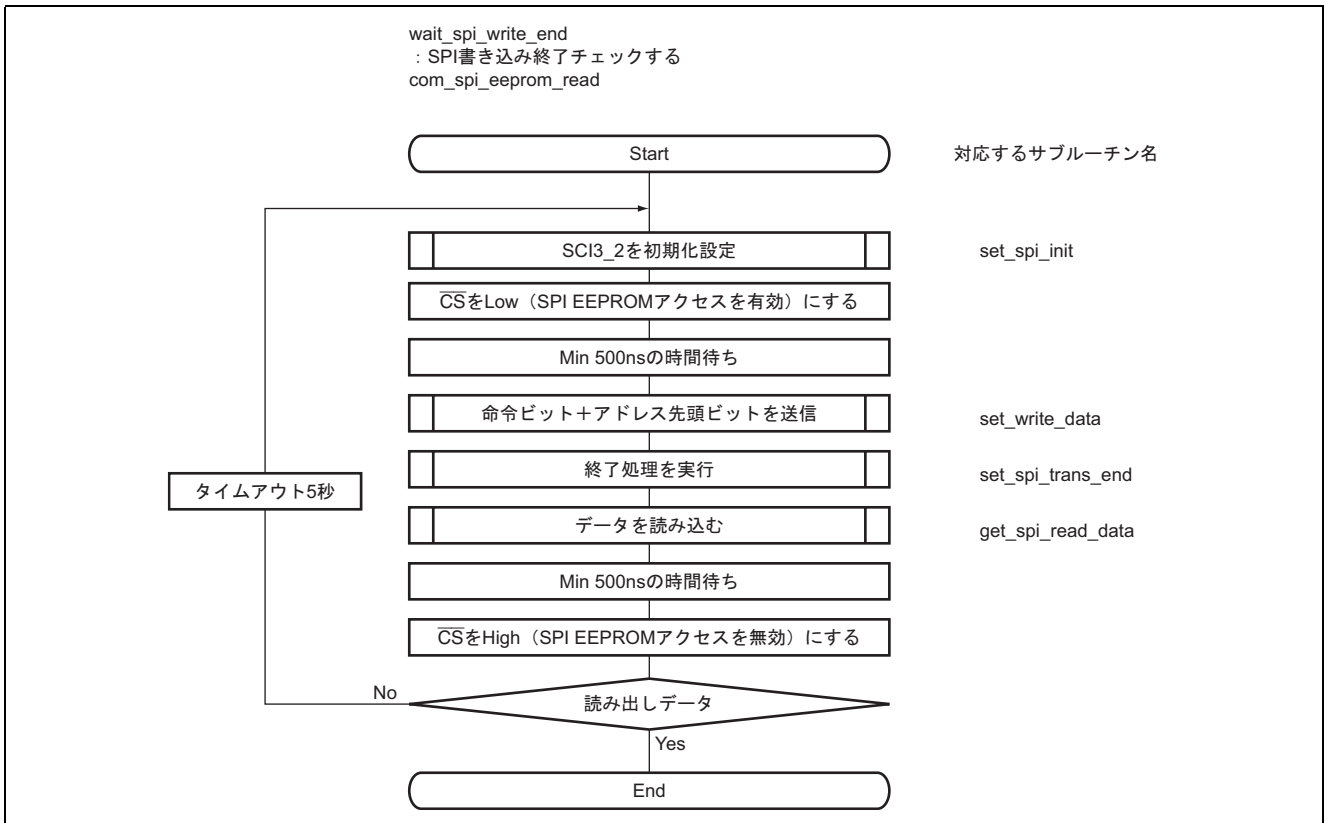 wait_spi_write_end
：SPI書き込み終了チェックする
com_spi_eeprom_read
Start
対応するサブルーチン名
SCI3_2を初期化設定
set_spi_init
CSをLow（SPI EEPROMアクセスを有効）にする
Min 500nsの時間待ち
命令ビット＋アドレス先頭ビットを送信
set_write_data
終了処理を実行
set_spi_trans_end
タイムアウト5秒
データを読み込む
get_spi_read_data
Min 500nsの時間待ち
CSをHigh（SPI EEPROMアクセスを無効）にする
No
読み出しデータ
Yes
End